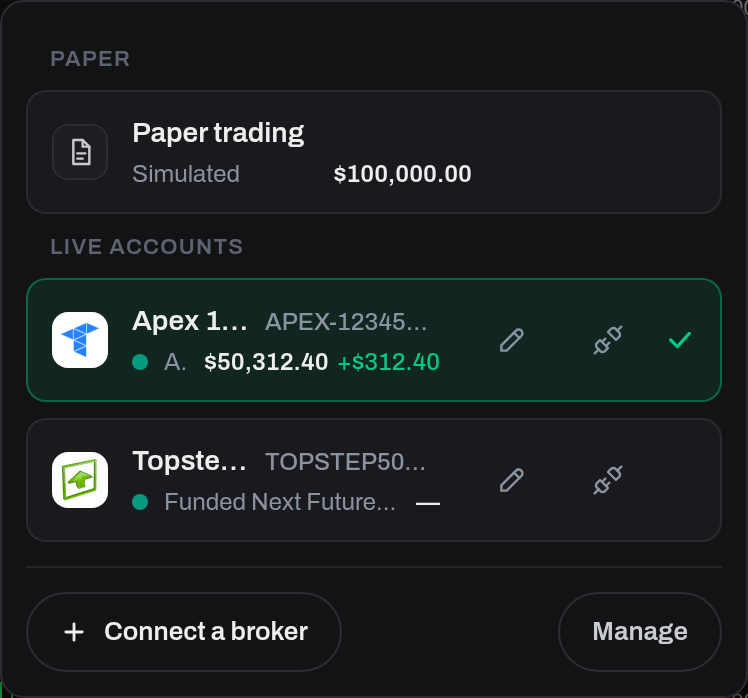 PAPER
Paper trading
Simulated $100,000.00
LIVE ACCOUNTS
Apex 1... APEX-12345...
A. $50,312.40 +$312.40
Topste... TOPSTEP50...
Funded Next Future... —
Connect a broker
Manage